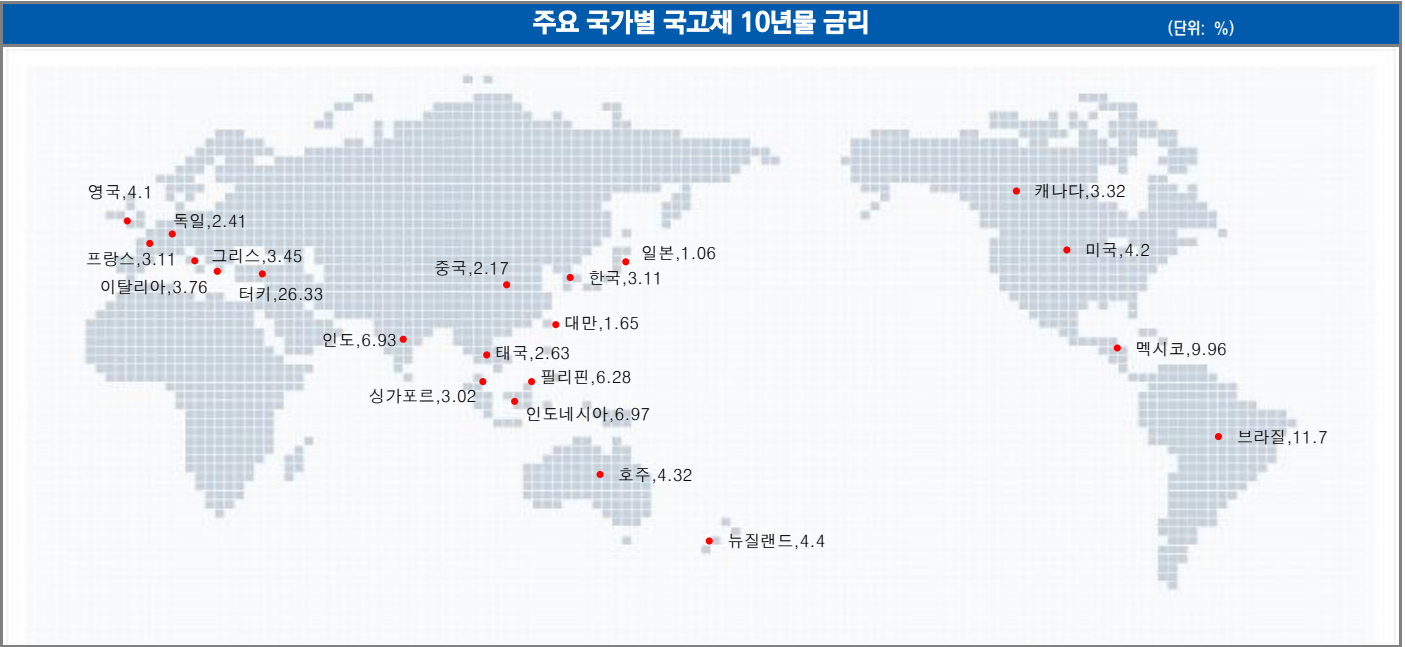 주요 국가별 국고채 10년물 금리
(단위: %)
영국,4.1
독일,2.41
프랑스,3.11
그리스,3.45
이탈리아,3.76
터키,26.33
중국,2.17
일본,1.06
한국,3.11
대만,1.65
인도,6.93
태국,2.63
싱가포르,3.02
필리핀,6.28
인도네시아,6.97
호주,4.32
뉴질랜드,4.4
캐나다,3.32
미국,4.2
멕시코,9.96
브라질,11.7